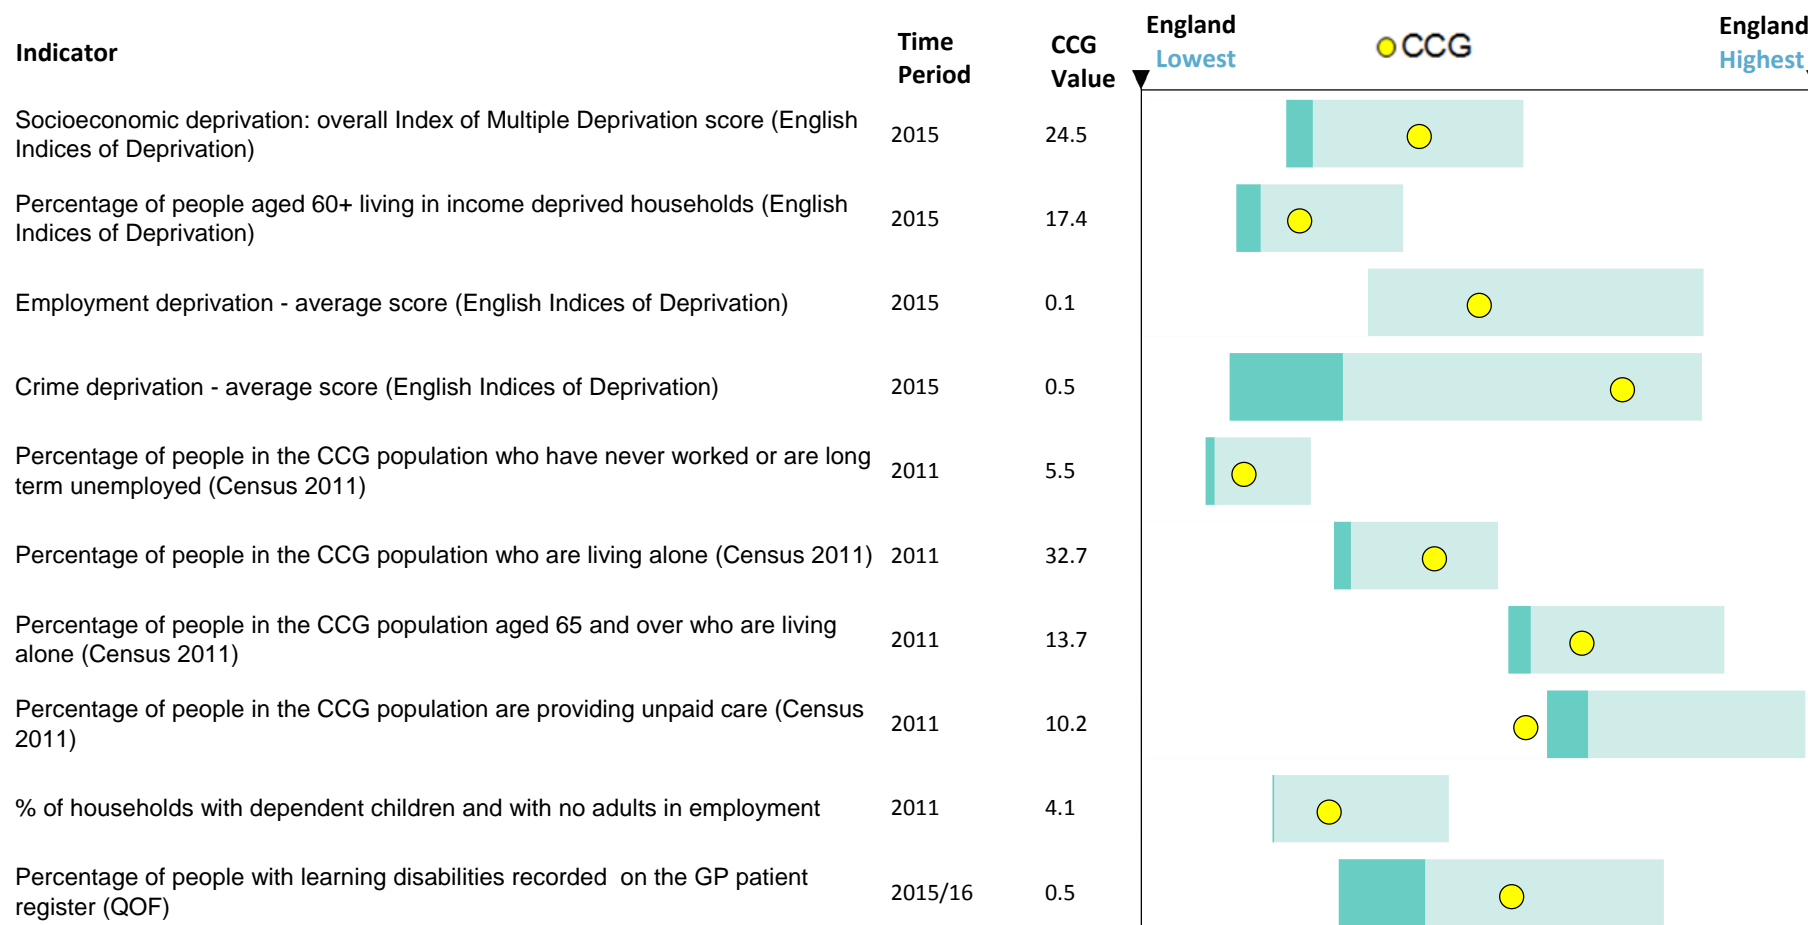 Indicator
Time
Period
CCG
Value
England
Lowest
CCG
England
Highest
Socioeconomic deprivation: overall Index of Multiple Deprivation score (English
Indices of Deprivation)
2015
24.5
Percentage of people aged 60+ living in income deprived households (English
Indices of Deprivation)
2015
17.4
Employment deprivation - average score (English Indices of Deprivation)
2015
0.1
Crime deprivation - average score (English Indices of Deprivation)
2015
0.5
Percentage of people in the CCG population who have never worked or are long
term unemployed (Census 2011)
2011
5.5
Percentage of people in the CCG population who are living alone (Census 2011)
2011
32.7
Percentage of people in the CCG population aged 65 and over who are living
alone (Census 2011)
2011
13.7
Percentage of people in the CCG population are providing unpaid care (Census
2011)
2011
10.2
% of households with dependent children and with no adults in employment
2011
4.1
Percentage of people with learning disabilities recorded  on the GP patient
register (QOF)
2015/16
0.5